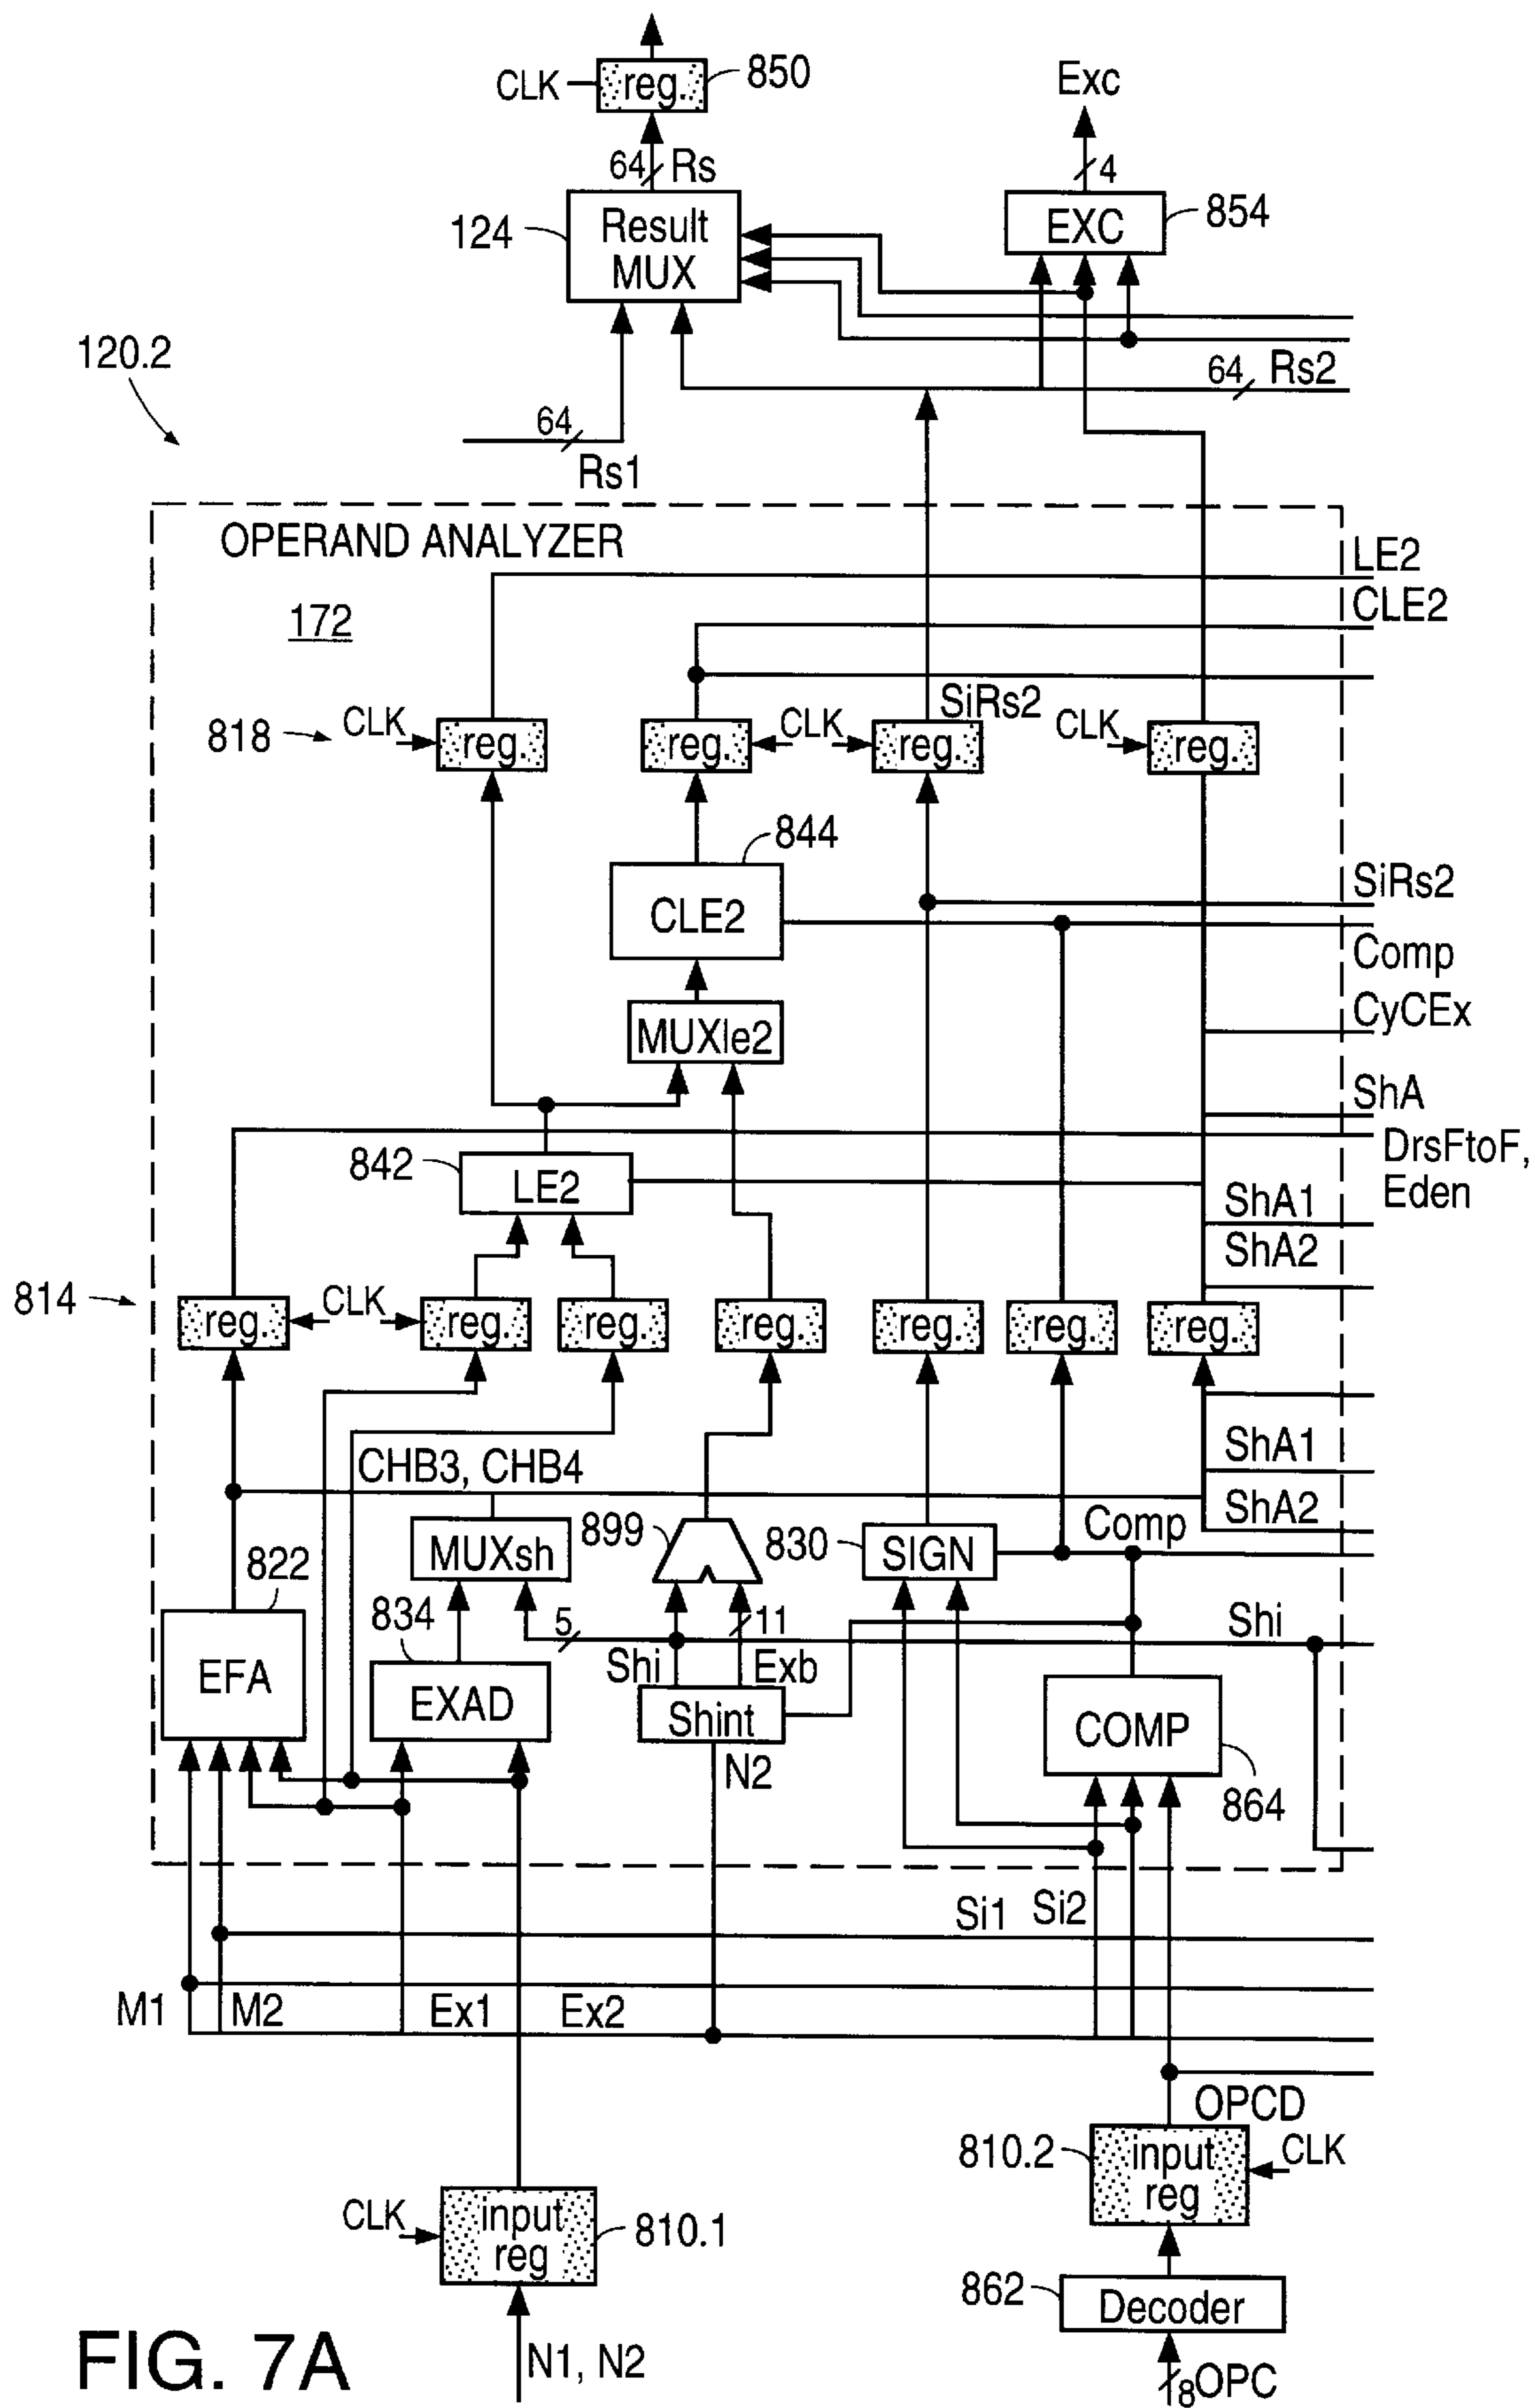 CLK
reg.
850
Exc
64
Rs
4
124
Result
MUX
EXC
854
120.2
64
Rs2
64
Rs1
OPERAND ANALYZER
LE2
172
CLE2
818
CLK
reg.
reg.
CLK
SiRs2
reg.
CLK
reg.
844
CLE2
SiRs2
Comp
MUXle2
CyCEx
ShA
842
LE2
DrsFtoF,
Eden
ShA1
ShA2
814
reg.
CLK
reg.
reg.
reg.
reg.
reg.
reg.
CHB3, CHB4
ShA1
ShA2
MUXsh
899
830
SIGN
Comp
822
834
5
11
Shi
EFA
EXAD
Shi
Exb
Shint
COMP
N2
864
Si1
Si2
M1
M2
Ex1
Ex2
OPCD
810.2
input
reg
CLK
CLK
input
reg
810.1
862
Decoder
FIG. 7A
N1, N2
8
OPC